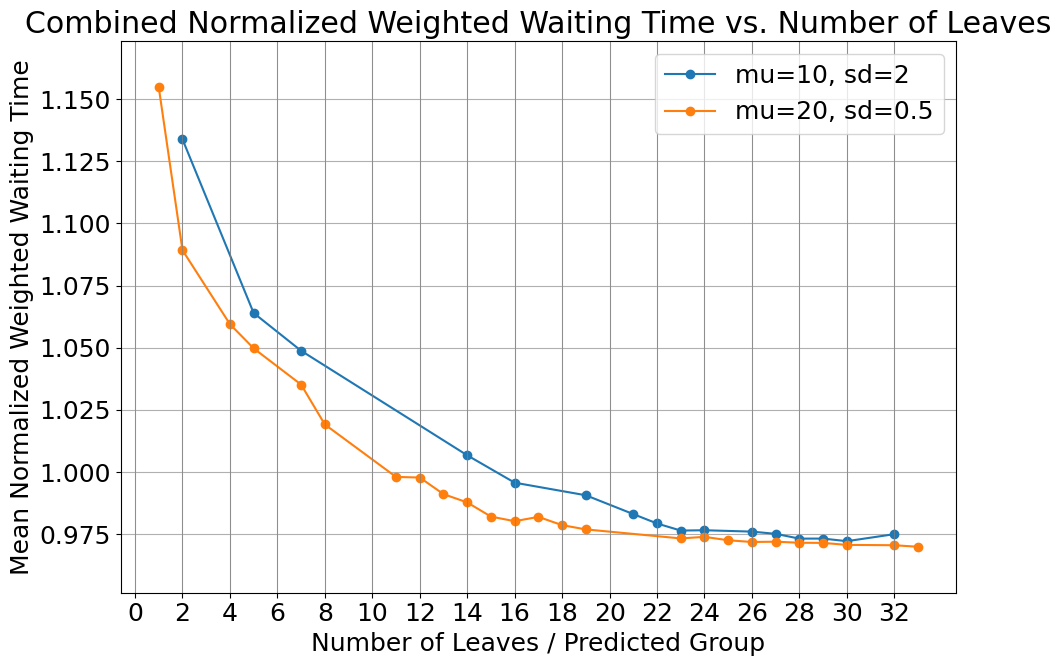 Combined Normalized Weighted Waiting Time vs. Number of Leaves
mu=10, sd=2
mu=20, sd=0.5
Mean Normalized Weighted Waiting Time
1.150
1.125
1.100
1.075
1.050
1.025
1.000
0.975
0 2 4 6 8 10 12 14 16 18 20 22 24 26 28 30 32
Number of Leaves / Predicted Group